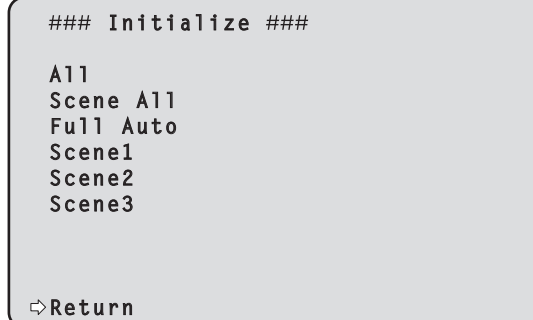 ### Initialize ###
All
Scene All
Full Auto
Scene1
Scene2
Scene3
⇨Return